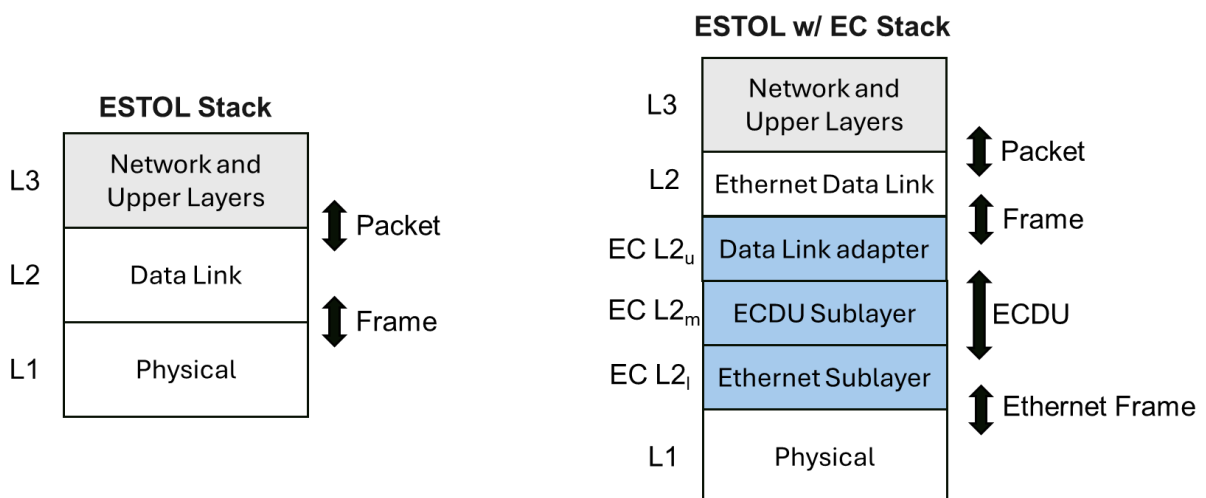 ESTOL Stack
L3
Network and
Upper Layers
Packet
L2
Data Link
Frame
L1
Physical
ESTOL w/ EC Stack
L3
Network and
Upper Layers
Packet
L2
Ethernet Data Link
Frame
EC L2u
Data Link adapter
EC L2m
ECDU Sublayer
ECDU
EC L2l
Ethernet Sublayer
Ethernet Frame
L1
Physical